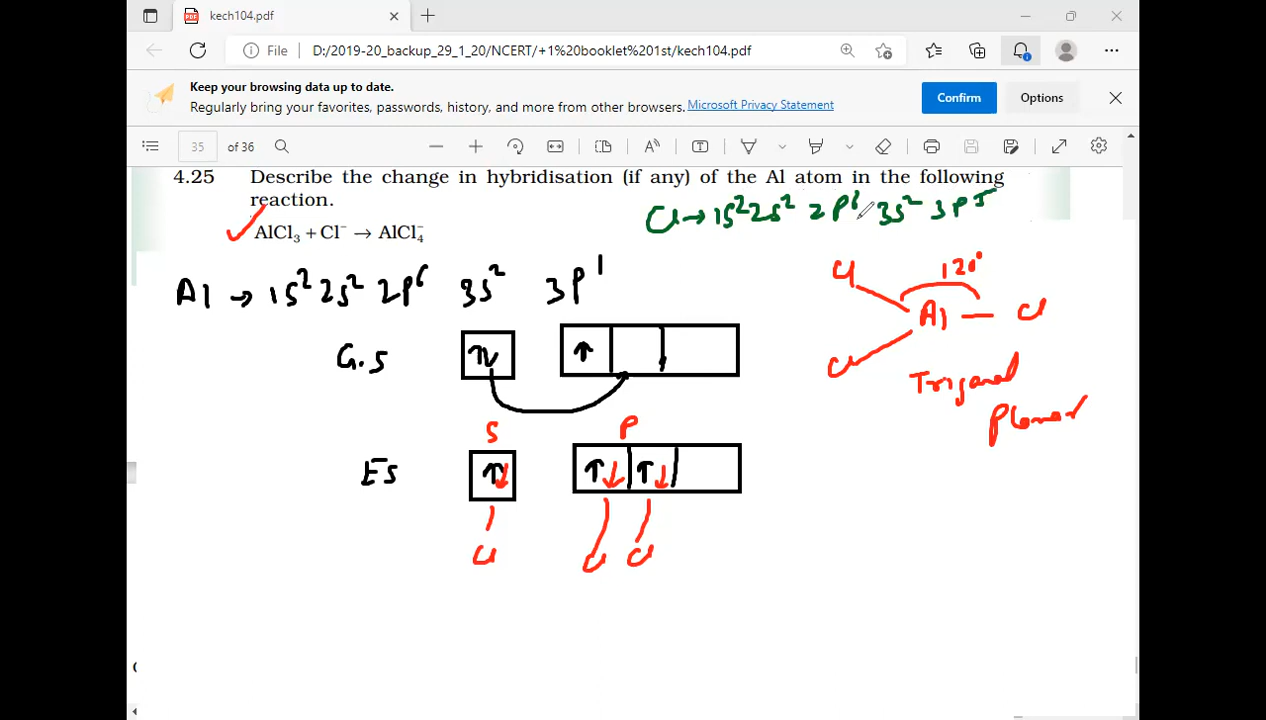 kech104.pdf
File D:/2019-20_backup_29_1_20/NCERT/+1%20booklet%201st/kech104.pdf
Keep your browsing data up to date.
Regularly bring your favorites, passwords, history, and more from other browsers. Microsoft Privacy Statement
Confirm
Options
35 of 36
4.25 Describe the change in hybridisation (if any) of the Al atom in the following
reaction.
AlCl₃ + Cl⁻ → AlCl₄⁻
Cl → 1s² 2s² 2p⁶ 3s² 3p⁵
Al → 1s² 2s² 2p⁶ 3s² 3p¹
Cl 120°
Al — Cl
Cl
Trigonal
Planar
G.S
S P
ES
Cl Cl Cl